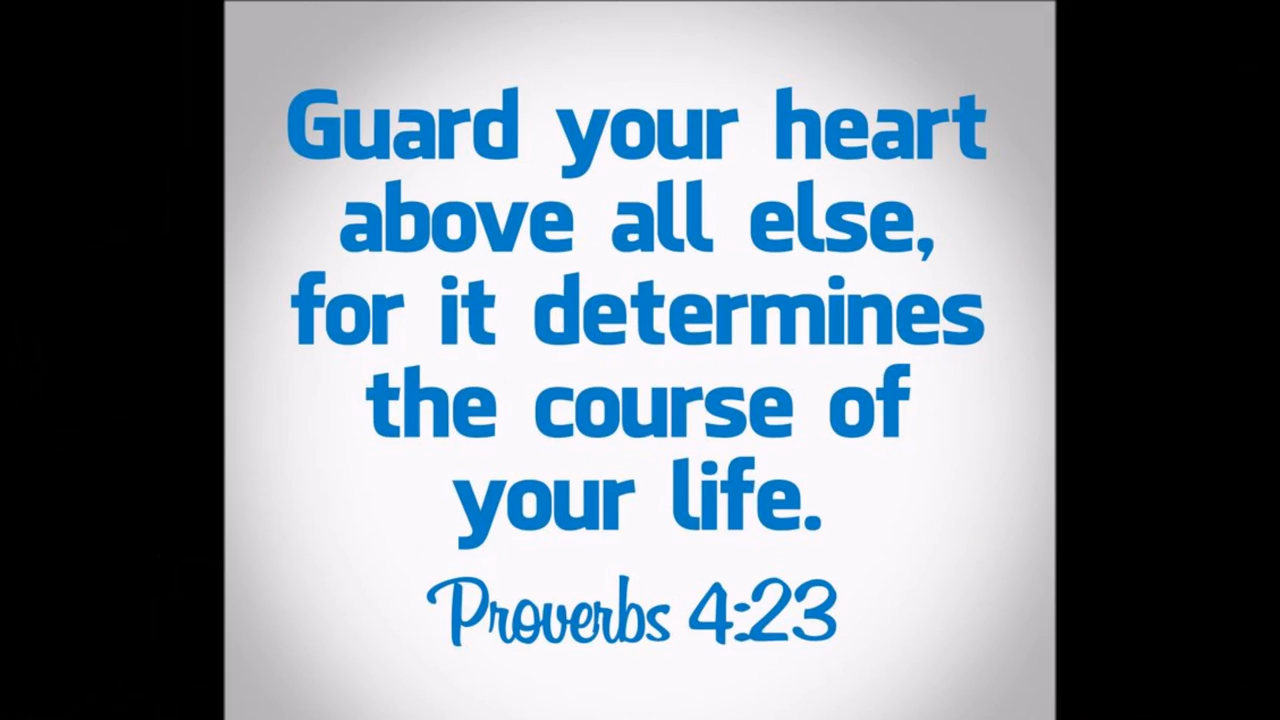 Guard your heart
above all else,
for it determines
the course of
your life.
Proverbs 4:23